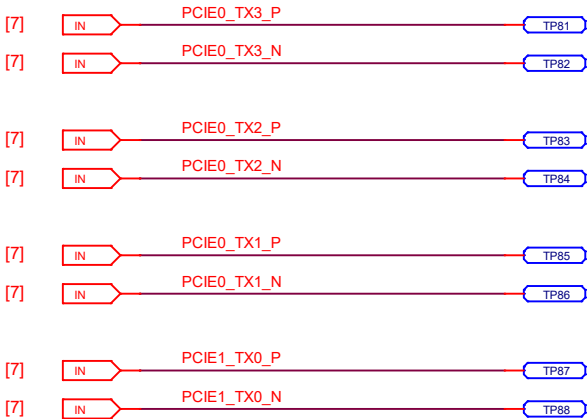 [7] IN PCIE0_TX3_P TP81
[7] IN PCIE0_TX3_N TP82
[7] IN PCIE0_TX2_P TP83
[7] IN PCIE0_TX2_N TP84
[7] IN PCIE0_TX1_P TP85
[7] IN PCIE0_TX1_N TP86
[7] IN PCIE1_TX0_P TP87
[7] IN PCIE1_TX0_N TP88